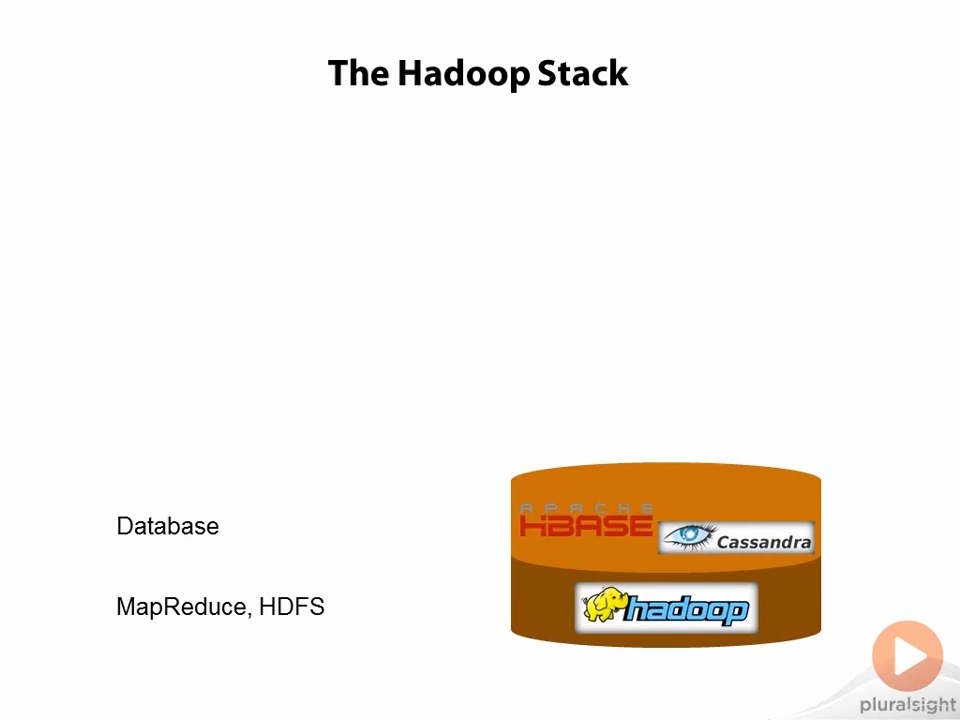 The Hadoop Stack
Database
APACHE
HBASE
Cassandra
MapReduce, HDFS
hadoop
pluralsight